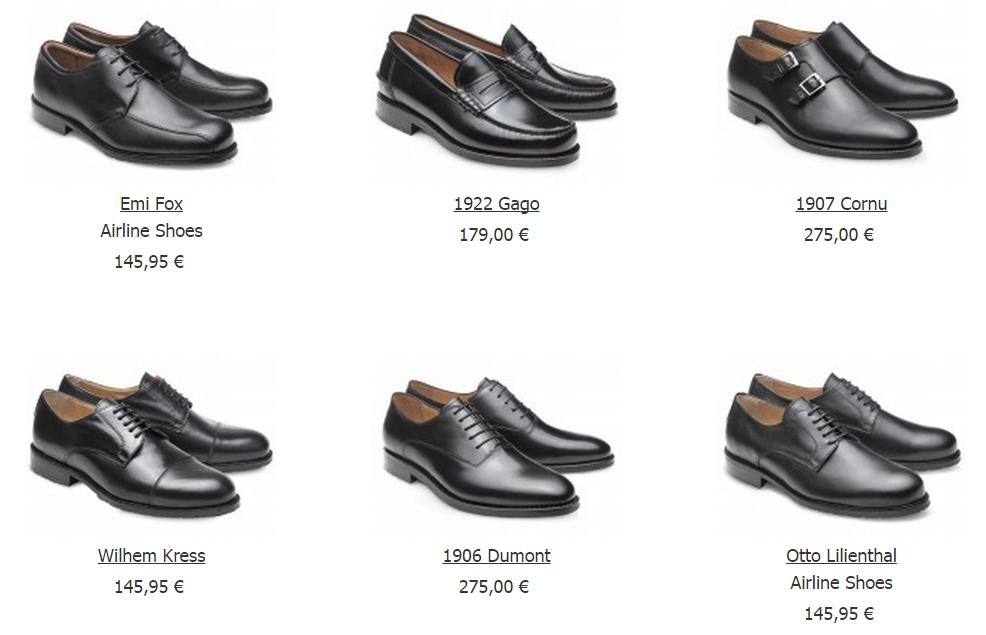 Emi Fox
Airline Shoes
145,95 €
1922 Gago
179,00 €
1907 Cornu
275,00 €
Wilhem Kress
145,95 €
1906 Dumont
275,00 €
Otto Lilienthal
Airline Shoes
145,95 €